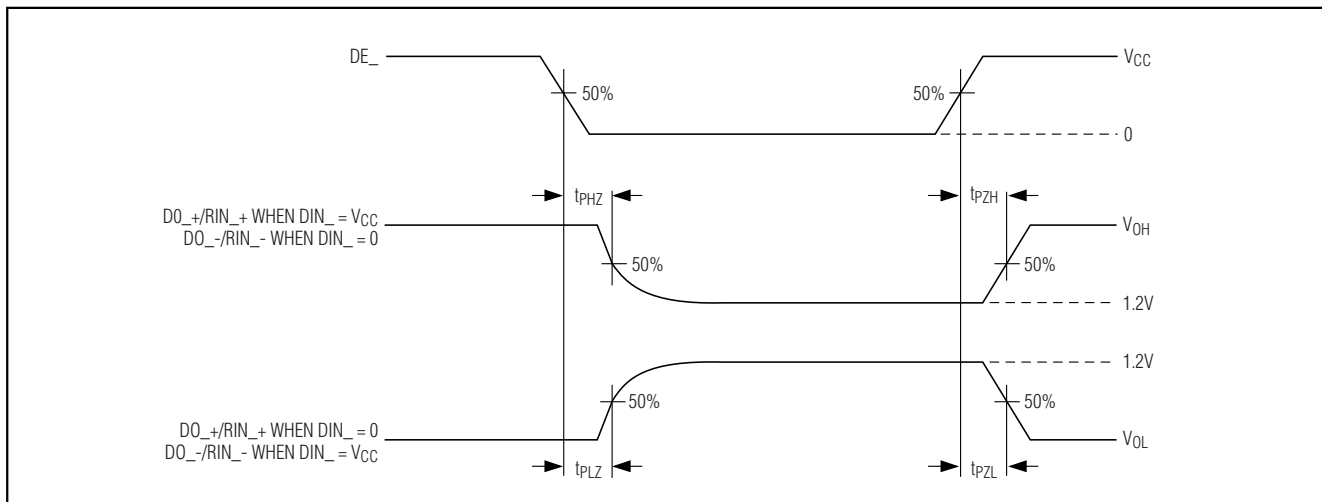 DE_
VCC
50%
50%
0
tPHZ
tPZH
DO_+/RIN_+ WHEN DIN_ = VCC
DO_-/RIN_- WHEN DIN_ = 0
VOH
50%
50%
1.2V
1.2V
50%
50%
DO_+/RIN_+ WHEN DIN_ = 0
DO_-/RIN_- WHEN DIN_ = VCC
VOL
tPLZ
tPZL